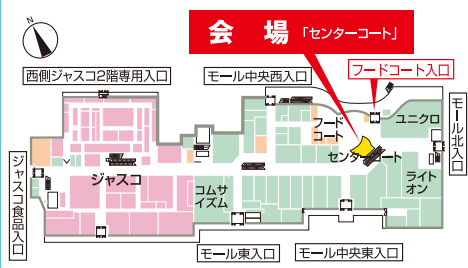 N
会場「センターコート」
西側ジャスコ2階専用入口
モール中央西入口
フードコート入口
フード
コート
ユニクロ
モール北入口
センターコート
ジャスコ
コムサ
イズム
ライト
オン
ジャスコ食品入口
モール東入口
モール中央東入口